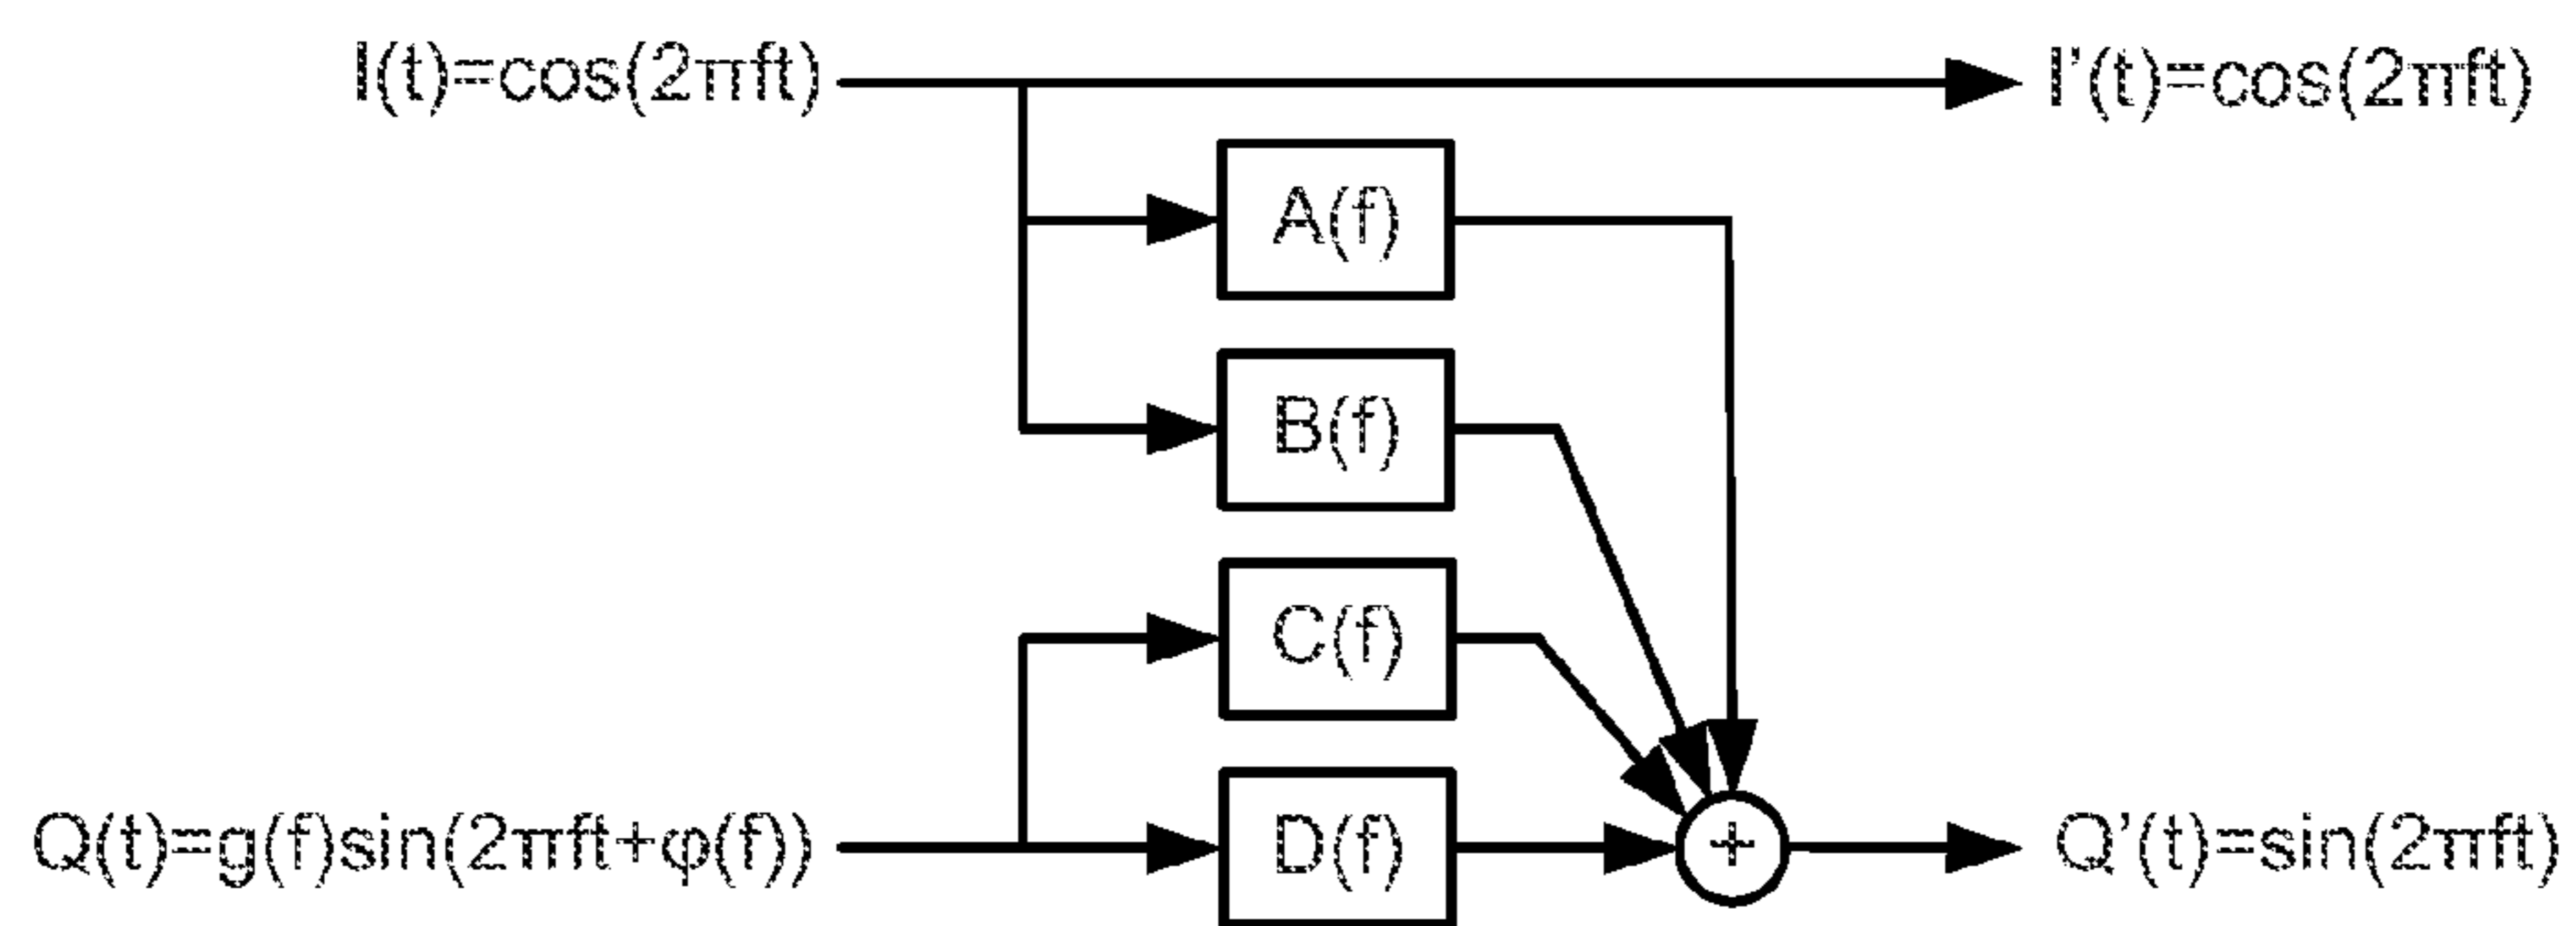 I(t)=cos(2πft)
I’(t)=cos(2πft)
A(f)
B(f)
C(f)
D(f)
Q(t)=g(f)sin(2πft+φ(f))
+
Q’(t)=sin(2πft)